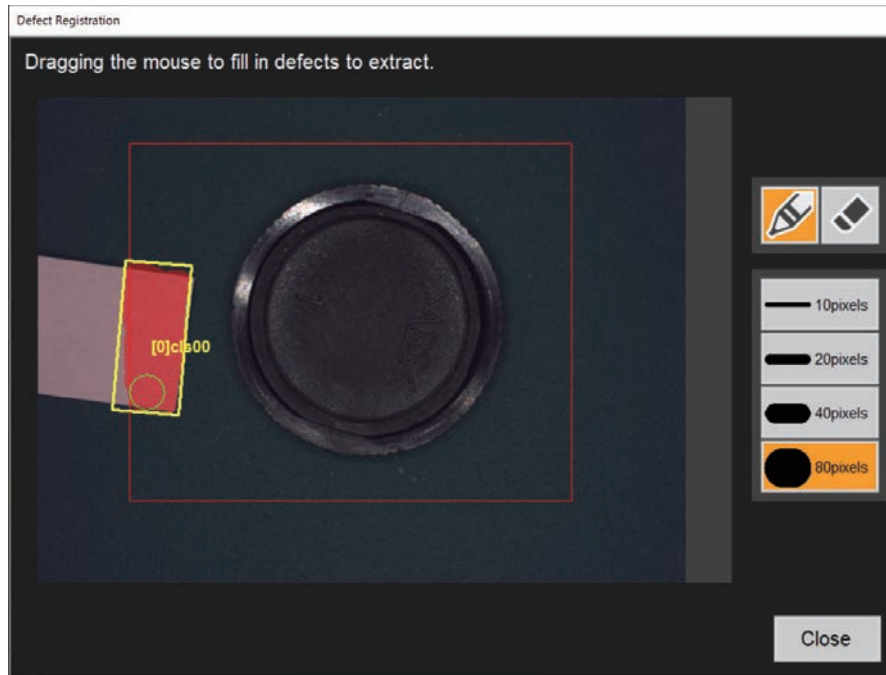 Defect Registration
Dragging the mouse to fill in defects to extract.
[0]cls00
10pixels
20pixels
40pixels
80pixels
Close